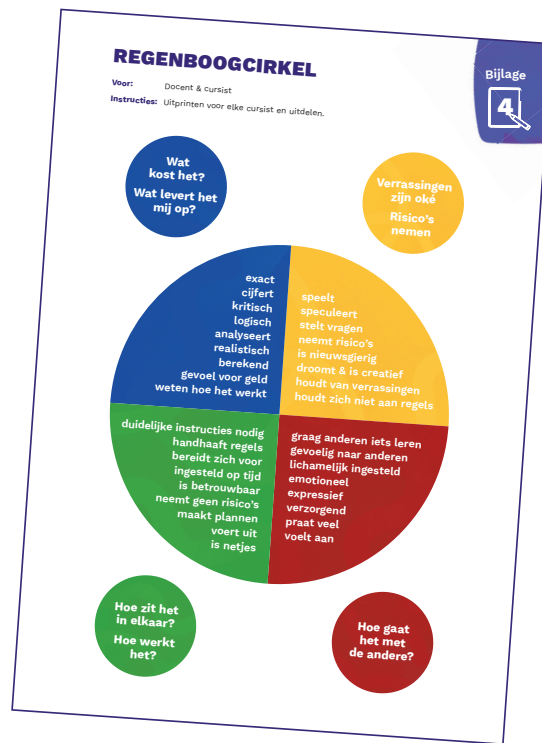 REGENBOOGCIRKEL
Voor: Docent & cursist
Instructies: Uitprinten voor elke cursist en uitdelen.
Bijlage
4
Wat
kost het?
Wat levert het
mij op?
Verrassingen
zijn oké
Risico's
nemen
exact
cijfert
kritisch
logisch
analyseert
realistisch
berekend
gevoel voor geld
weten hoe het werkt
speelt
speculeert
stelt vragen
neemt risico's
is nieuwsgierig
droomt & is creatief
houdt van verrassingen
houdt zich niet aan regels
duidelijke instructies nodig
handhaaft regels
bereidt zich voor
ingesteld op tijd
is betrouwbaar
neemt geen risico's
maakt plannen
voert uit
is netjes
graag anderen iets leren
gevoelig naar anderen
lichamelijk ingesteld
emotioneel
expressief
verzorgend
praat veel
voelt aan
Hoe zit het
in elkaar?
Hoe werkt
het?
Hoe gaat
het met
de andere?